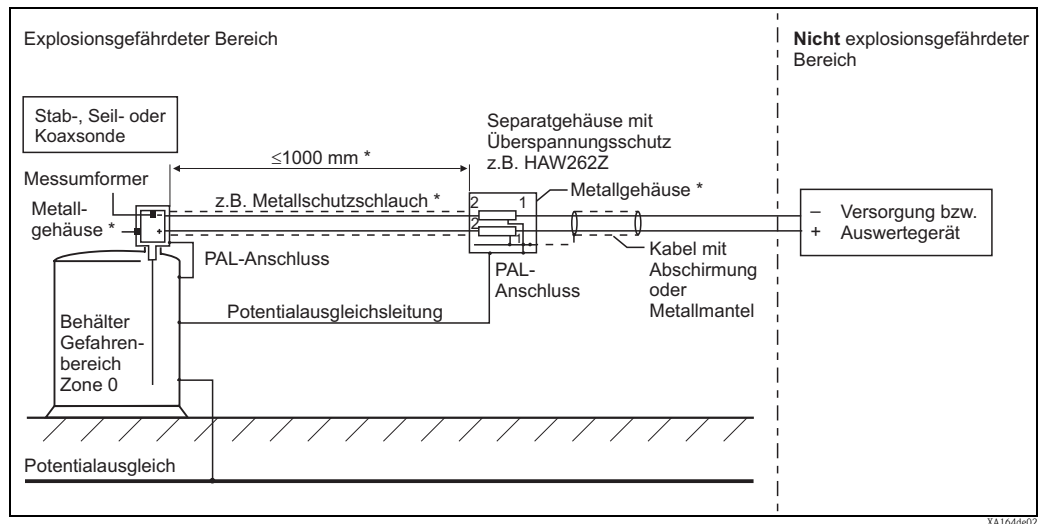 Explosionsgefährdeter Bereich
Nicht explosionsgefährdeter
Bereich
Stab-, Seil- oder
Koaxsonde
Separatgehäuse mit
Überspannungsschutz
z.B. HAW262Z
≤1000 mm *
Messumformer
z.B. Metallschutzschlauch *
2
1
Metallgehäuse *
Metall-
gehäuse *
–
+
2
1
–
Versorgung bzw.
+
Auswertegerät
PAL-Anschluss
PAL-
Anschluss
Kabel mit
Abschirmung
oder
Metallmantel
Potentialausgleichsleitung
Behälter
Gefahren-
bereich
Zone 0
Potentialausgleich
XA164de02